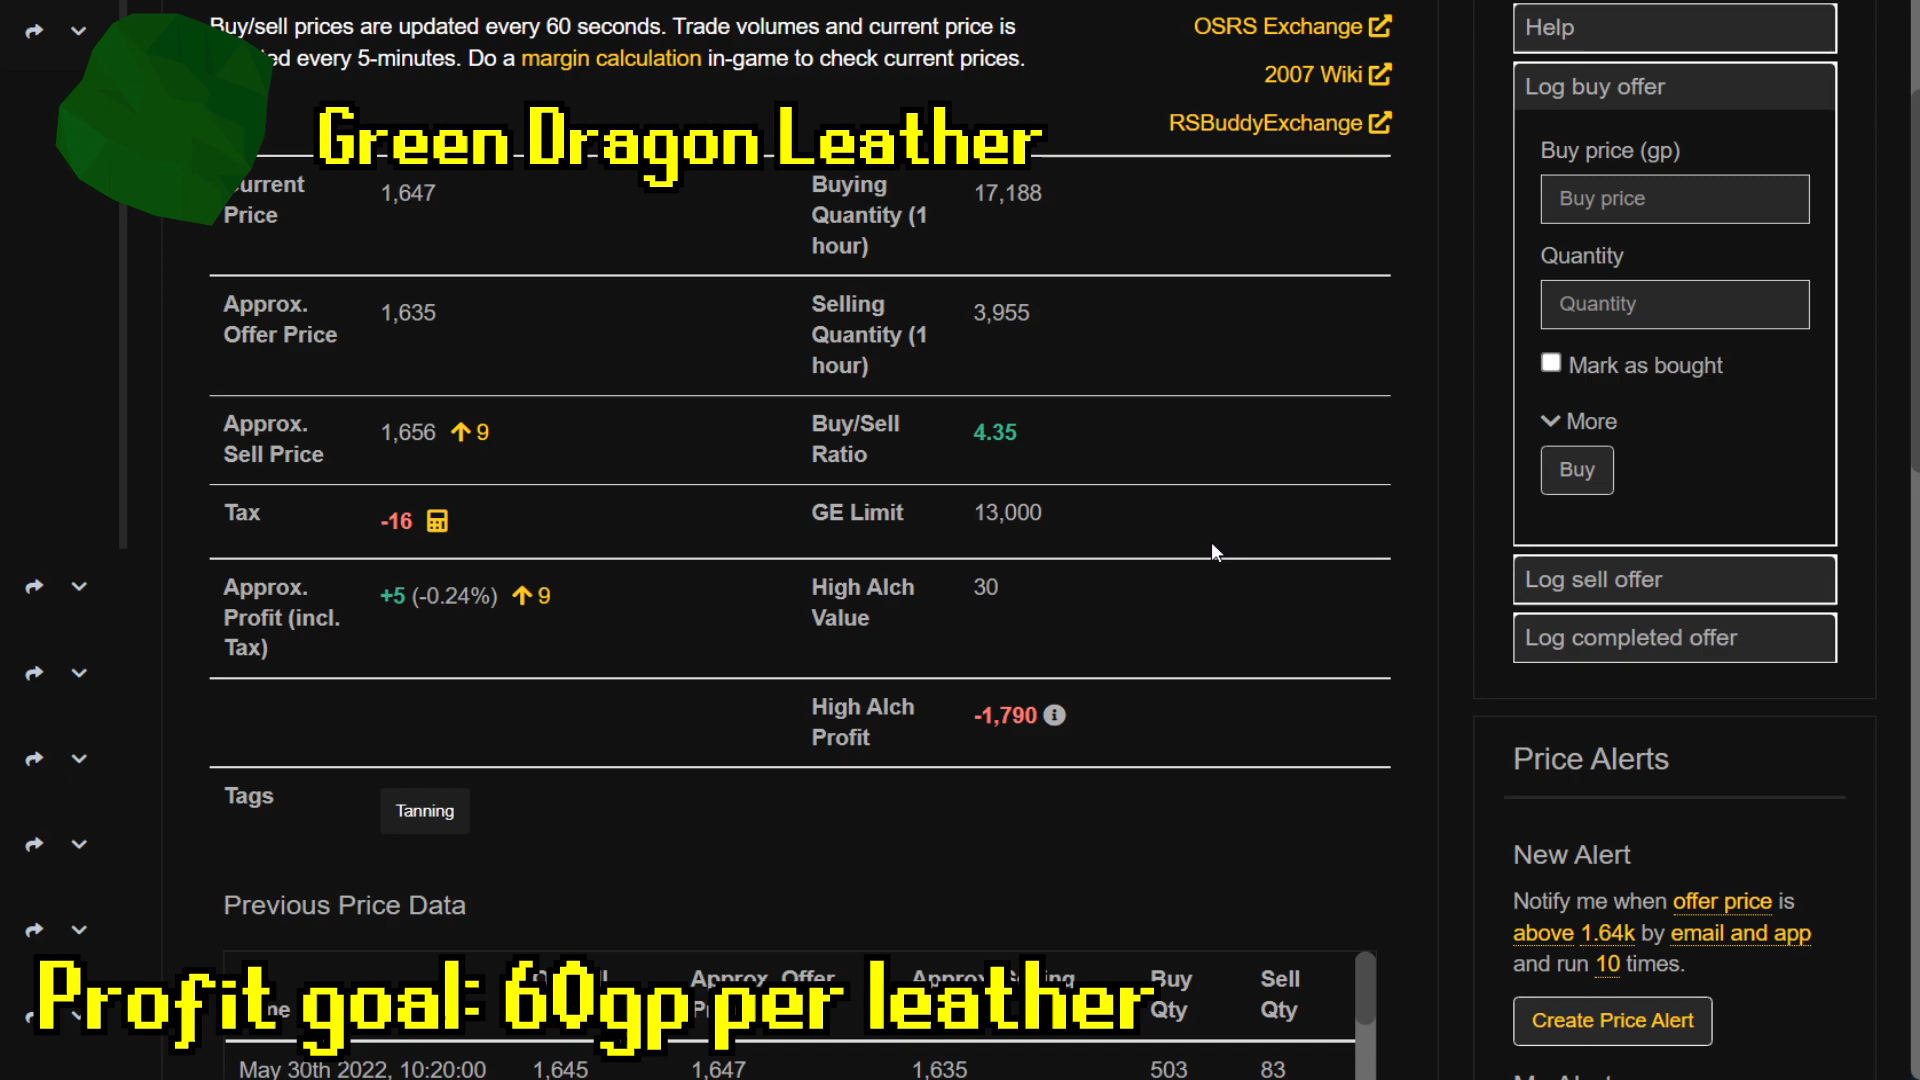 Buy/sell prices are updated every 60 seconds. Trade volumes and current price is
every 5-minutes. Do a margin calculation in-game to check current prices.
OSRS Exchange
2007 Wiki
RSBuddyExchange
Green Dragon Leather
Current
Price
1,647
Buying
Quantity (1
hour)
17,188
Approx.
Offer Price
1,635
Selling
Quantity (1
hour)
3,955
Approx.
Sell Price
1,656 9
Buy/Sell
Ratio
4.35
Tax
-16
GE Limit
13,000
Approx.
Profit (incl.
Tax)
+5 (-0.24%) 9
High Alch
Value
30
High Alch
Profit
-1,790
Tags
Tanning
Previous Price Data
Approx. Offer
Buy
Qty
Sell
Qty
Profit goal: 60gp per leather
May 30th 2022, 10:20:00 1,645 1,647 1,635 503 83
Help
Log buy offer
Buy price (gp)
Buy price
Quantity
Quantity
Mark as bought
More
Buy
Log sell offer
Log completed offer
Price Alerts
New Alert
Notify me when offer price is
above 1.64k by email and app
and run 10 times.
Create Price Alert